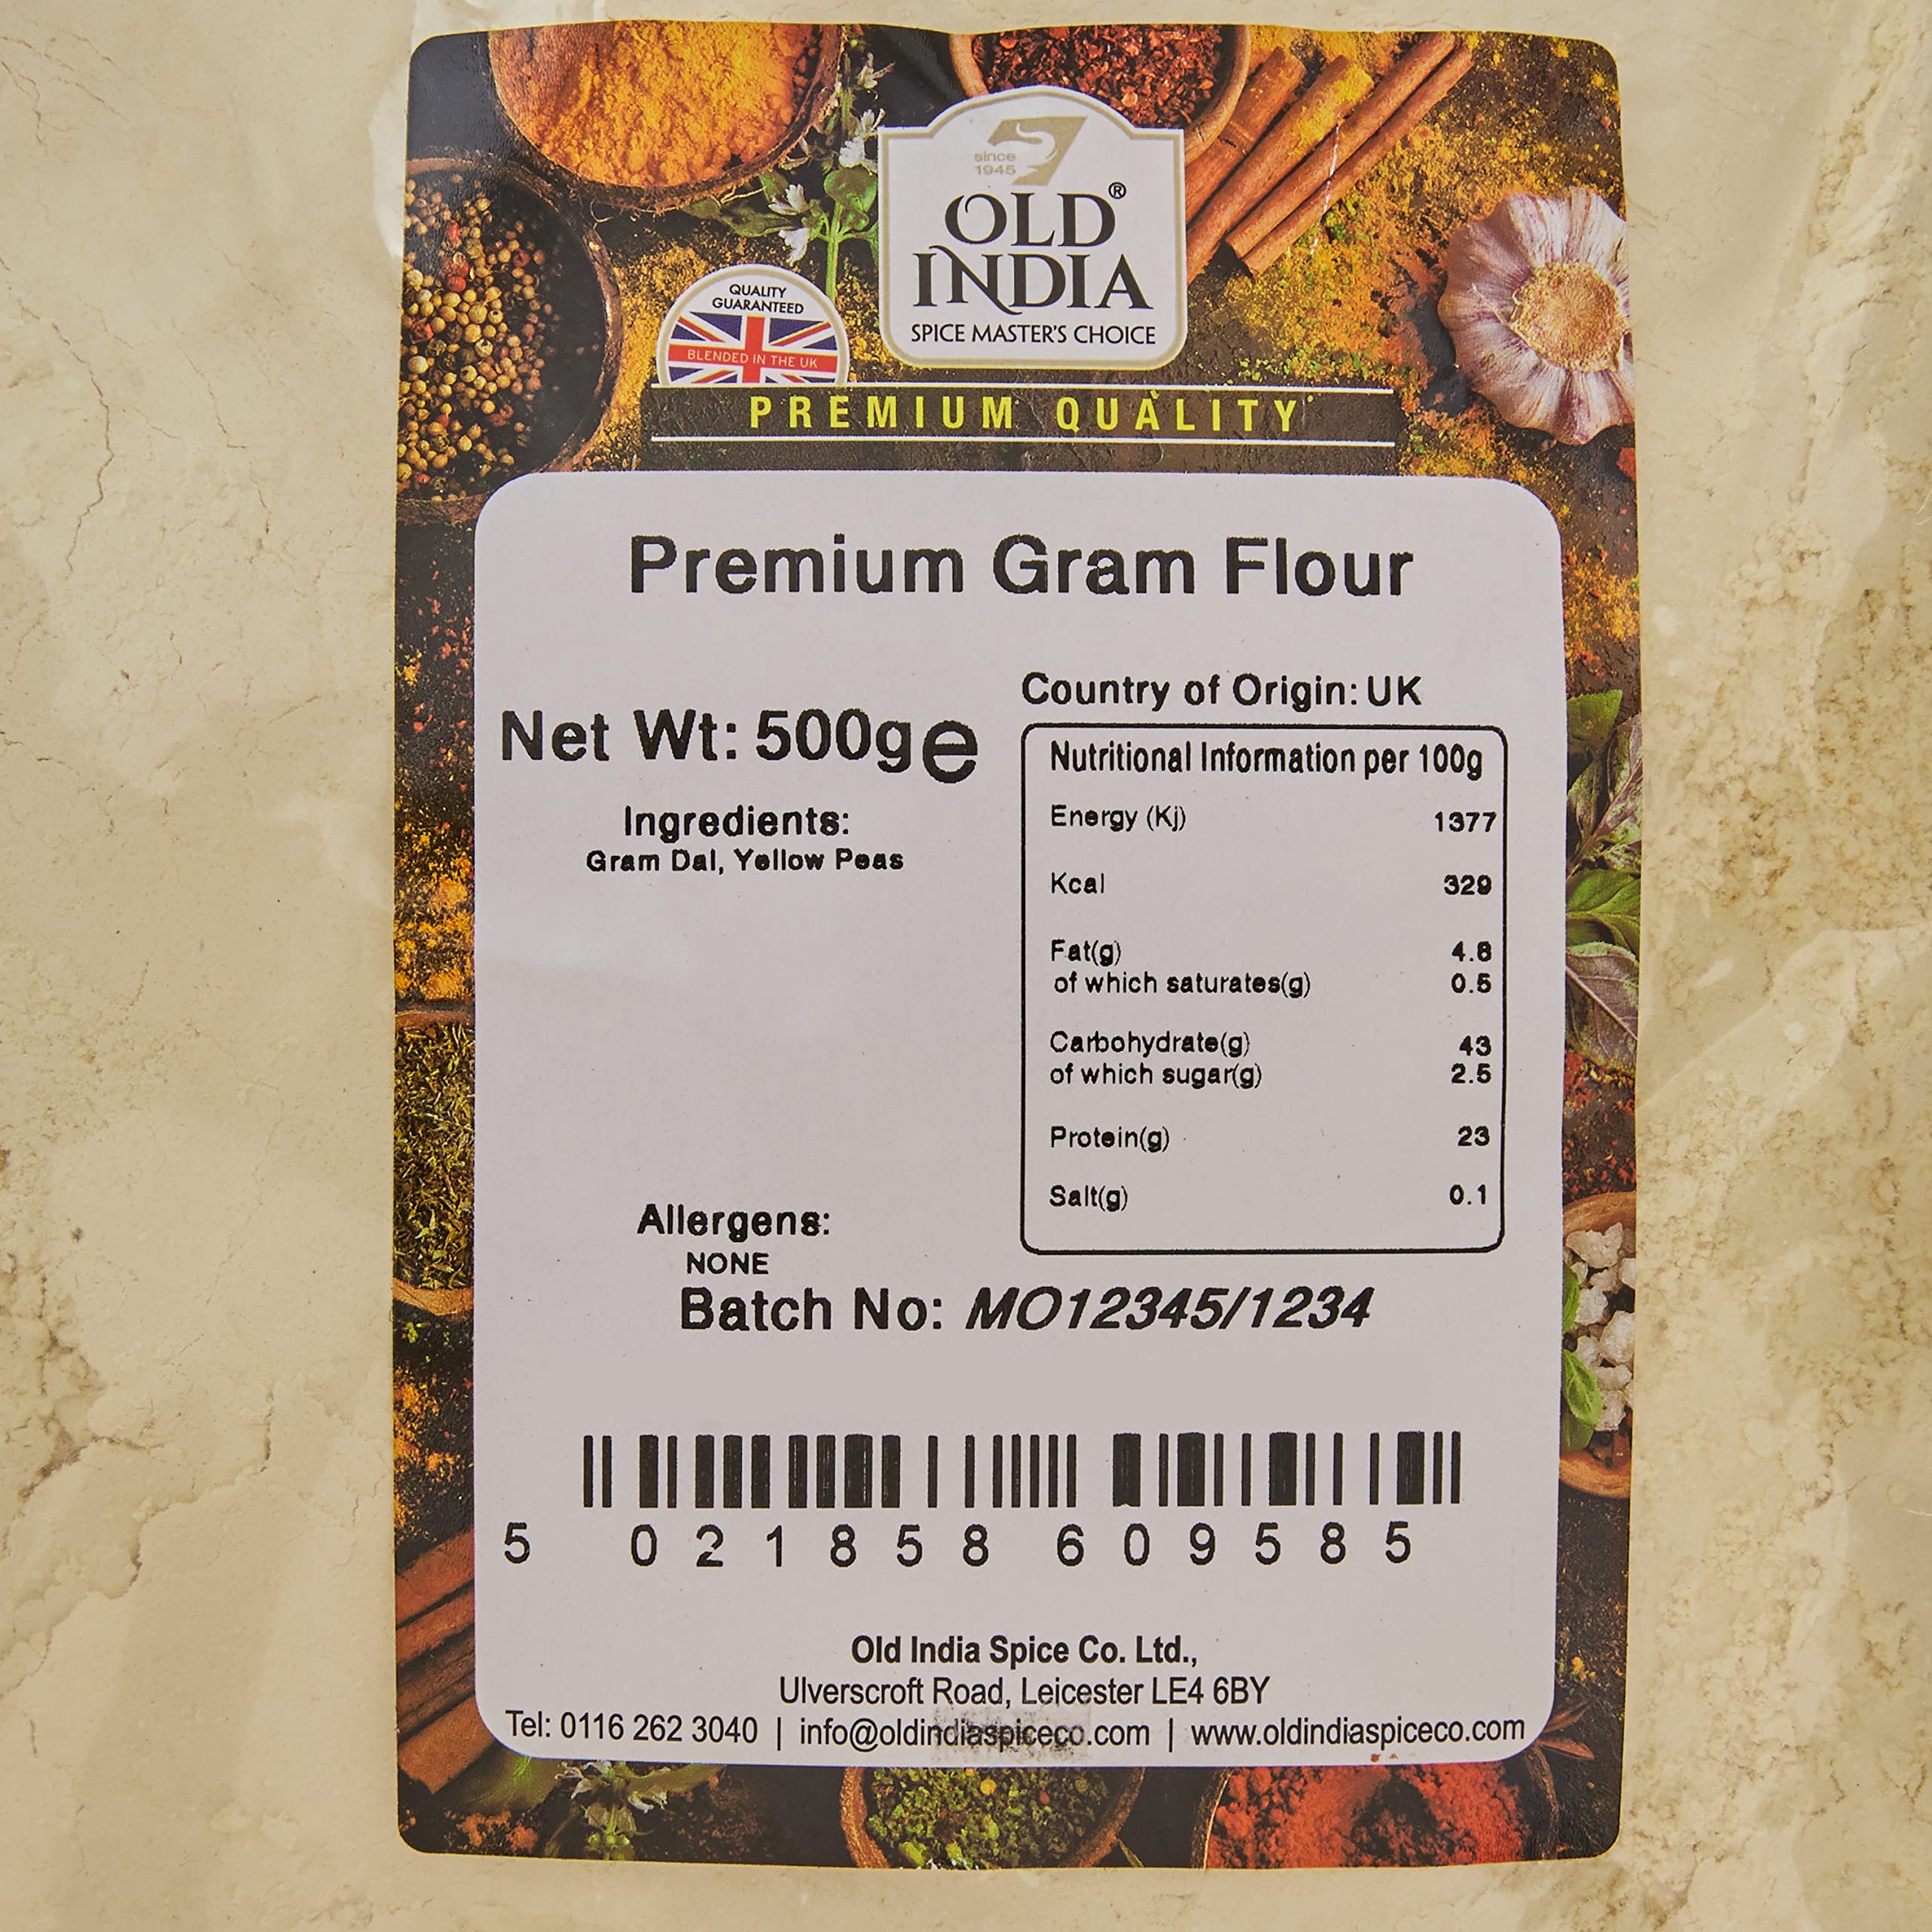 since
1945
OLD®
INDIA
SPICE MASTER'S CHOICE
QUALITY
GUARANTEED
BLENDED IN THE UK
PREMIUM QUALITY
Premium Gram Flour
Country of Origin: UK
Net Wt: 500g e
Ingredients:
Gram Dal, Yellow Peas
Nutritional Information per 100g
Energy (Kj) 1377
Kcal 329
Fat(g) 4.8
of which saturates(g) 0.5
Carbohydrate(g) 43
of which sugar(g) 2.5
Protein(g) 23
Salt(g) 0.1
Allergens:
NONE
Batch No: MO12345/1234
5 021858 609585
Old India Spice Co. Ltd.,
Ulverscroft Road, Leicester LE4 6BY
Tel: 0116 262 3040 | info@oldindiaspiceco.com | www.oldindiaspiceco.com